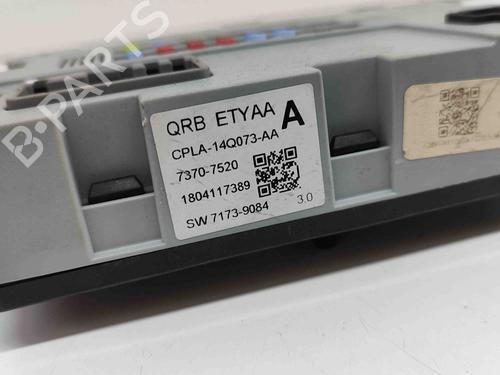 B-PARTS
QRB ETYAA A
CPLA-14Q073-AA
7370-7520
1804117389
SW 7173-9084 3.0